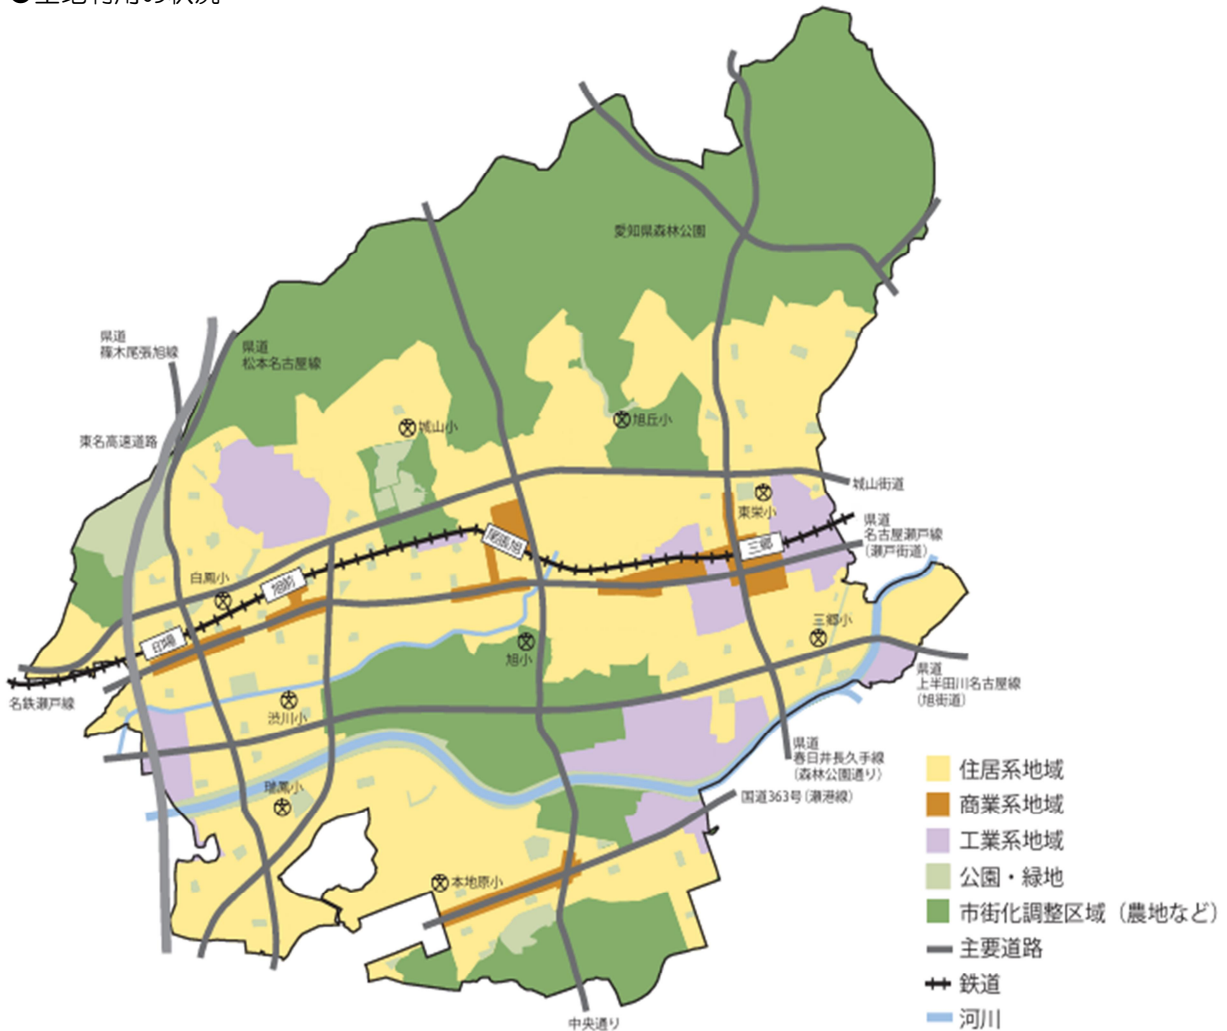 ●土地利用の状況
愛知県森林公園
県道
篠木尾張旭線
県道
松本名古屋線
東名高速道路
城山小
旭丘小
城山街道
東栄小
県道
名古屋瀬戸線
(瀬戸街道)
尾張旭
三郷
白鳳小
旭前
印場
三郷小
旭小
名鉄瀬戸線
渋川小
県道
上半田川名古屋線
(旭街道)
県道
春日井長久手線
(森林公園通り)
瑞鳳小
国道363号(瀬港線)
本地原小
中央通り
住居系地域
商業系地域
工業系地域
公園・緑地
市街化調整区域(農地など)
主要道路
鉄道
河川